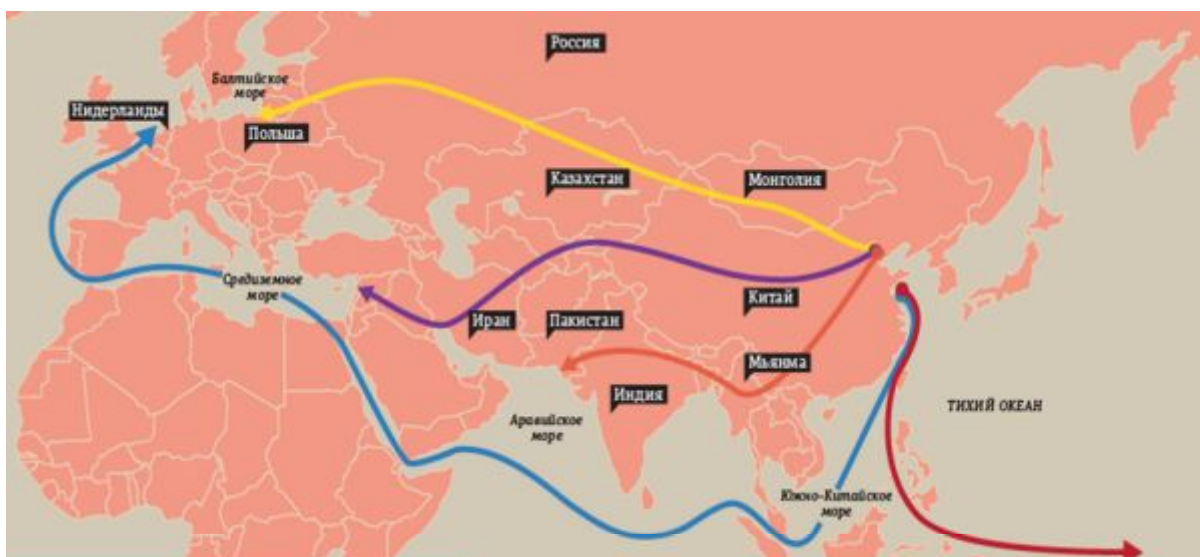 Россия
Балтийское
море
Нидерланды
Польша
Казахстан
Монголия
Средиземное
море
Китай
Иран
Пакистан
Мьянма
Индия
Аравийское
море
ТИХИЙ ОКЕАН
Южно-Китайское
море